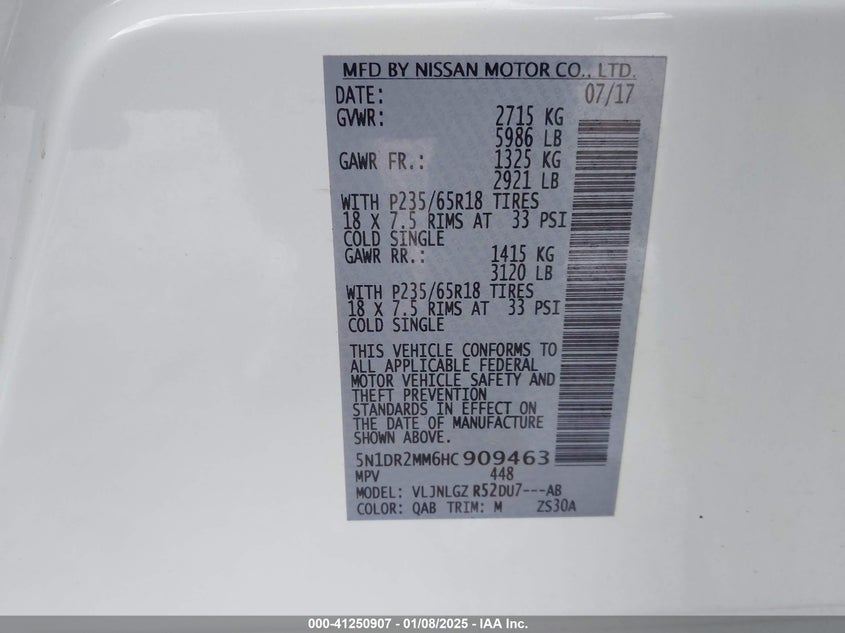 MFD BY NISSAN MOTOR CO., LTD.
DATE: 07/17
GVWR: 2715 KG
5986 LB
GAWR FR.: 1325 KG
2921 LB
WITH P235/65R18 TIRES
18 X 7.5 RIMS AT 33 PSI
COLD SINGLE
GAWR RR.: 1415 KG
3120 LB
WITH P235/65R18 TIRES
18 X 7.5 RIMS AT 33 PSI
COLD SINGLE
THIS VEHICLE CONFORMS TO
ALL APPLICABLE FEDERAL
MOTOR VEHICLE SAFETY AND
THEFT PREVENTION
STANDARDS IN EFFECT ON
THE DATE OF MANUFACTURE
SHOWN ABOVE.
5N1DR2MM6HC909463
MPV 448
MODEL: VLJNLGZ R52DU7---AB
COLOR: QAB TRIM: M ZS30A
000-41250907 - 01/08/2025 - IAA Inc.